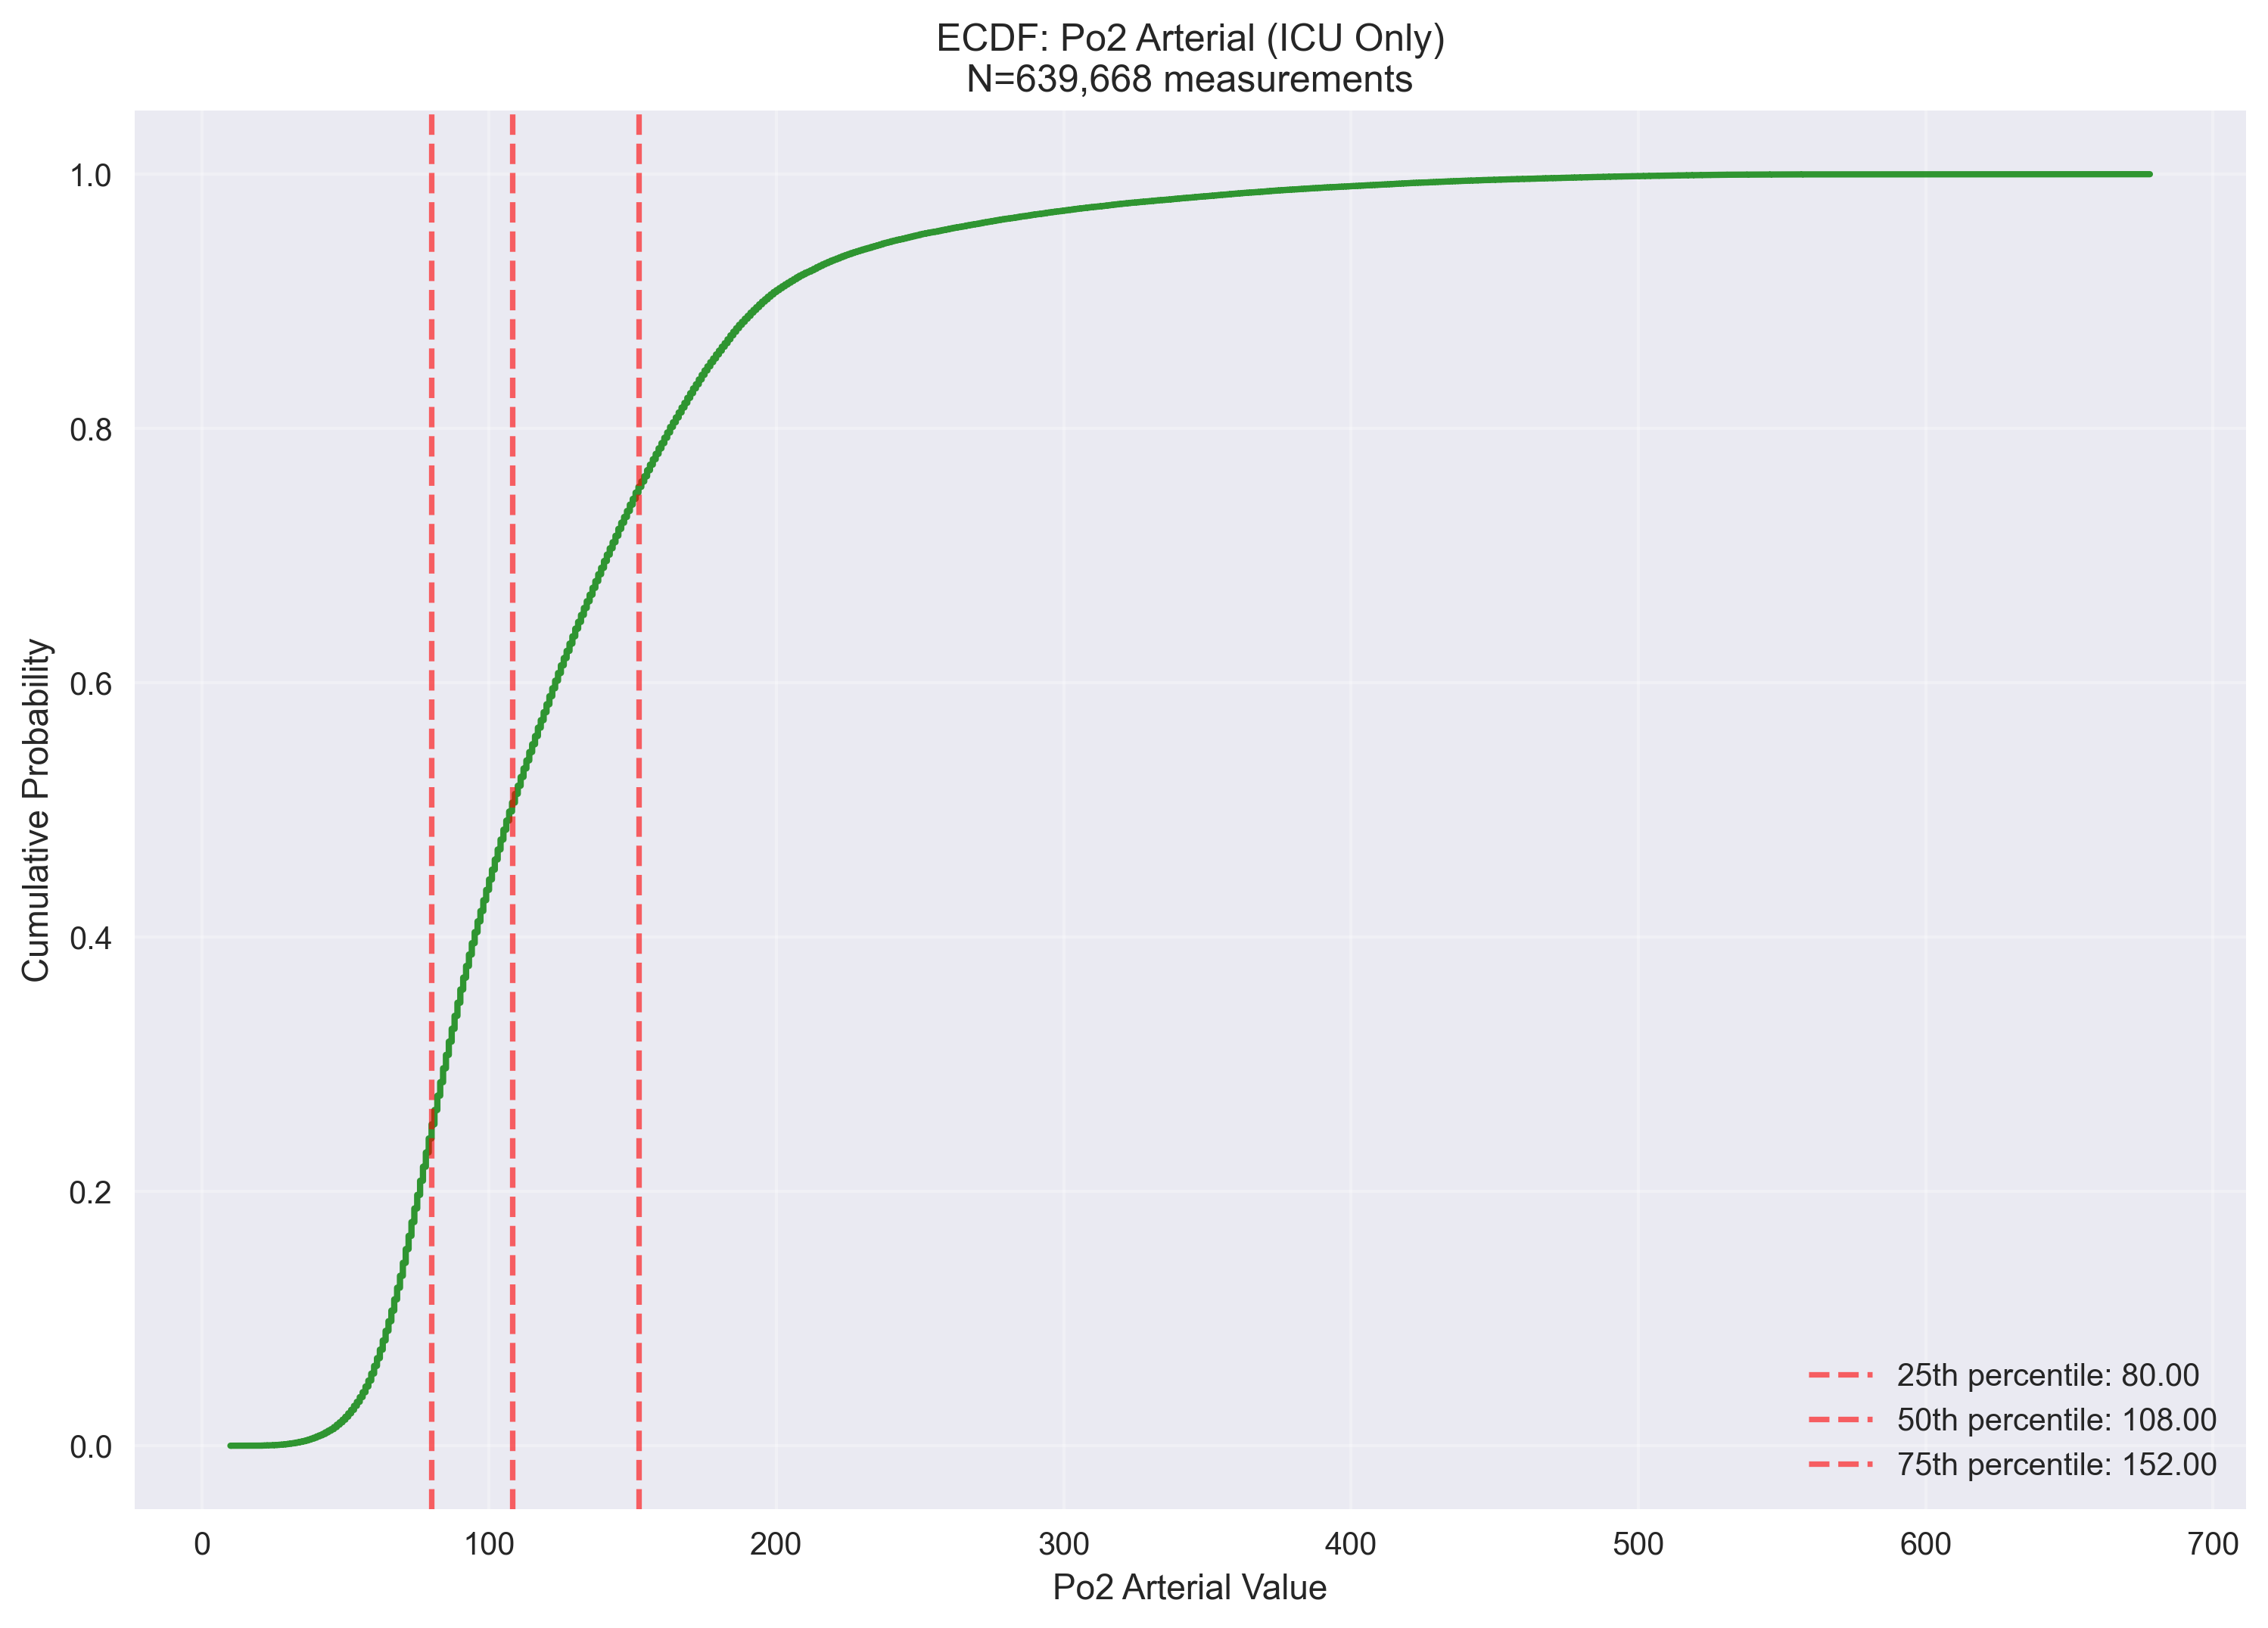 ECDF: Po2 Arterial (ICU Only)
N=639,668 measurements
Cumulative Probability
1.0
0.8
0.6
0.4
0.2
0.0
25th percentile: 80.00
50th percentile: 108.00
75th percentile: 152.00
0 100 200 300 400 500 600 700
Po2 Arterial Value